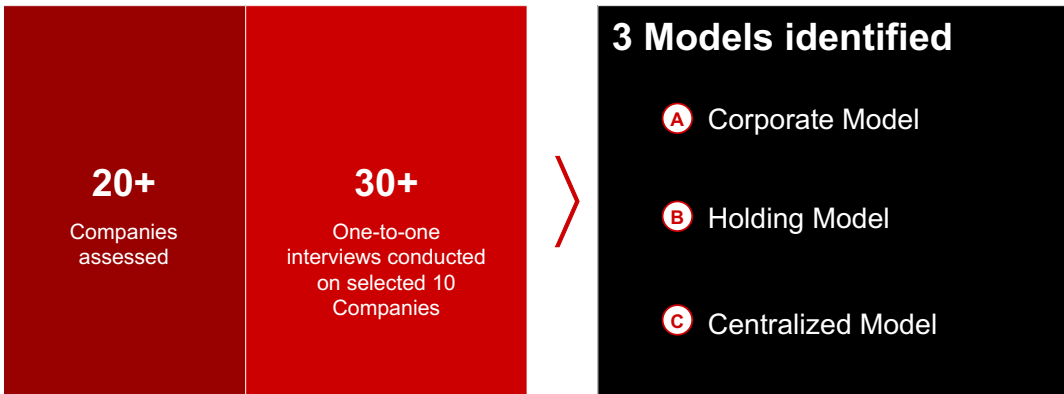 20+
Companies
assessed
30+
One-to-one
interviews conducted
on selected 10
Companies
3 Models identified
A Corporate Model
B Holding Model
C Centralized Model